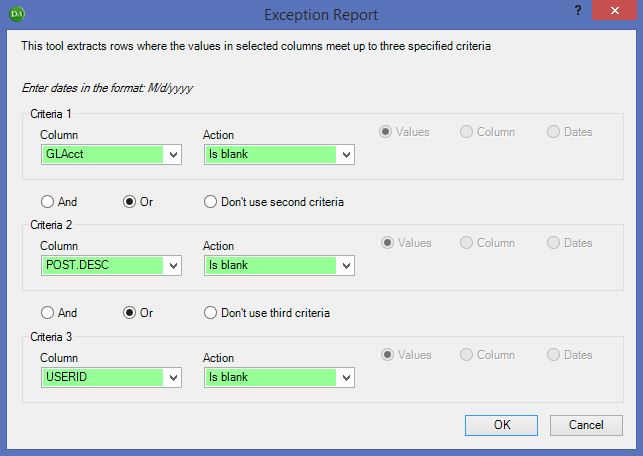 DA
Exception Report
?
This tool extracts rows where the values in selected columns meet up to three specified criteria
Enter dates in the format: M/d/yyyy
Criteria 1
Column Action Values Column Dates
GLAcct Is blank
And Or Don't use second criteria
Criteria 2
Column Action Values Column Dates
POST.DESC Is blank
And Or Don't use third criteria
Criteria 3
Column Action Values Column Dates
USERID Is blank
OK Cancel